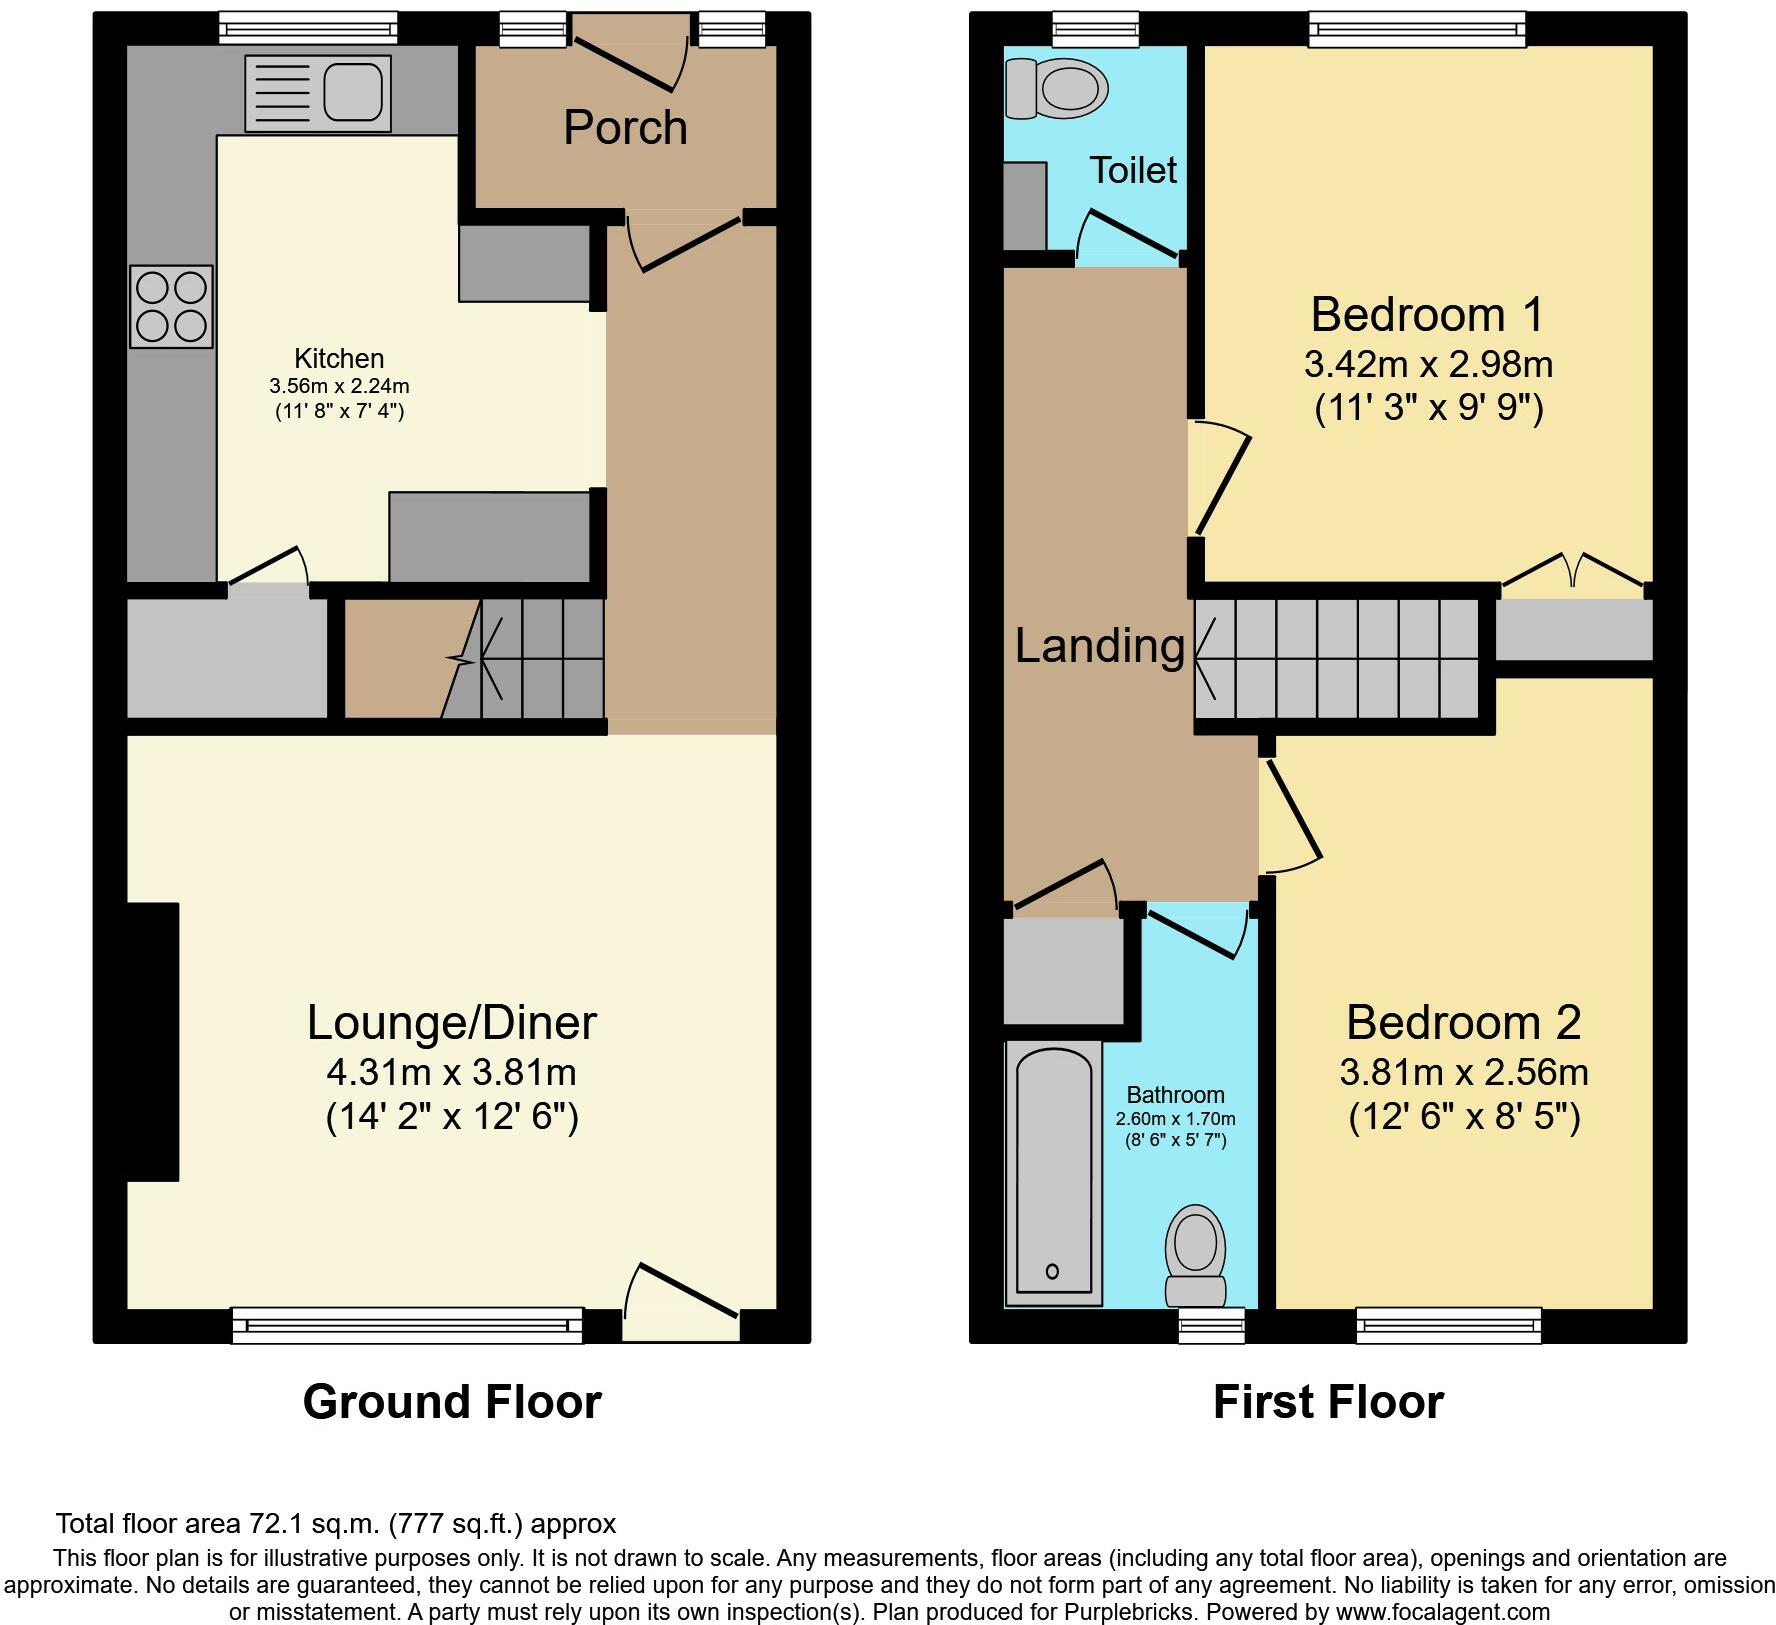 Porch
Kitchen
3.56m x 2.24m
(11' 8" x 7' 4")
Lounge/Diner
4.31m x 3.81m
(14' 2" x 12' 6")
Ground Floor
Toilet
Bedroom 1
3.42m x 2.98m
(11' 3" x 9' 9")
Landing
Bedroom 2
3.81m x 2.56m
(12' 6" x 8' 5")
Bathroom
2.60m x 1.70m
(8' 6" x 5' 7")
First Floor
Total floor area 72.1 sq.m. (777 sq.ft.) approx
This floor plan is for illustrative purposes only. It is not drawn to scale. Any measurements, floor areas (including any total floor area), openings and orientation are
approximate. No details are guaranteed, they cannot be relied upon for any purpose and they do not form part of any agreement. No liability is taken for any error, omission
or misstatement. A party must rely upon its own inspection(s). Plan produced for Purplebricks. Powered by www.focalagent.com